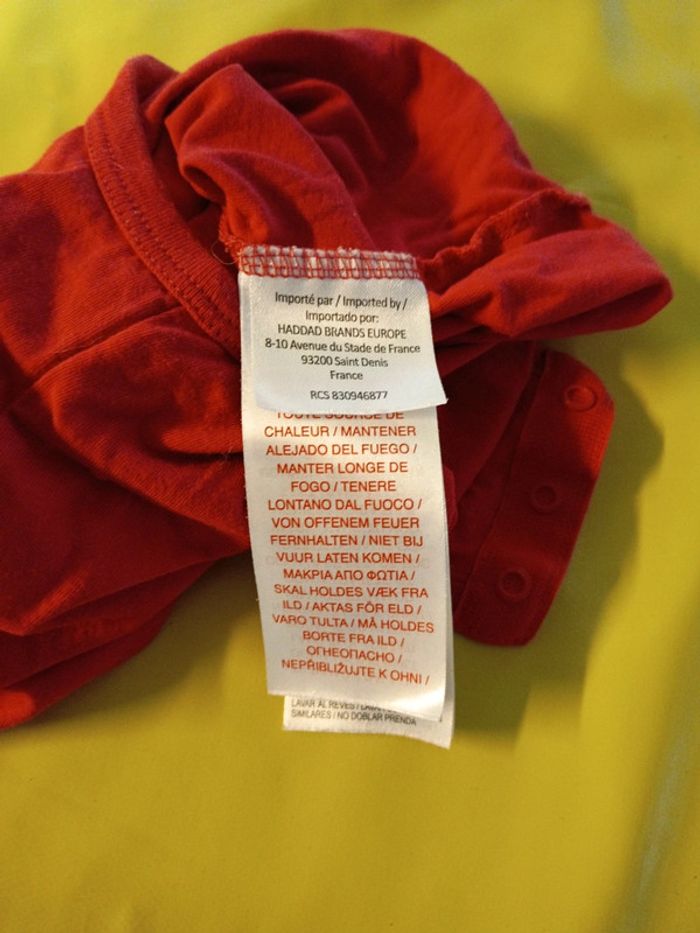 Importé par / Imported by /
Importado por:
HADDAD BRANDS EUROPE
8-10 Avenue du Stade de France
93200 Saint Denis
France
RCS 830946877
TOUTE SOURCE DE
CHALEUR / MANTENER
ALEJADO DEL FUEGO /
MANTER LONGE DE
FOGO / TENERE
LONTANO DAL FUOCO /
VON OFFENEM FEUER
FERNHALTEN / NIET BIJ
VUUR LATEN KOMEN /
ΜΑΚΡΙΑ ΑΠΟ ΦΩΤΙΑ /
SKAL HOLDES VÆK FRA
ILD / AKTAS FÖR ELD /
VARO TULTA / MÅ HOLDES
BORTE FRA ILD /
ОГНЕОПАСНО /
NEPŘIBLIŽUJTE K OHNI /
LAVAR AL REVES /
SIMILARES / NO DOBLAR PRENDA